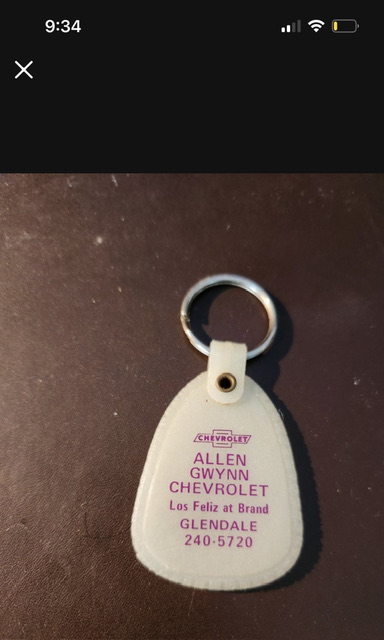 9:34
CHEVROLET
ALLEN
GWYNN
CHEVROLET
Los Feliz at Brand
GLENDALE
240-5720